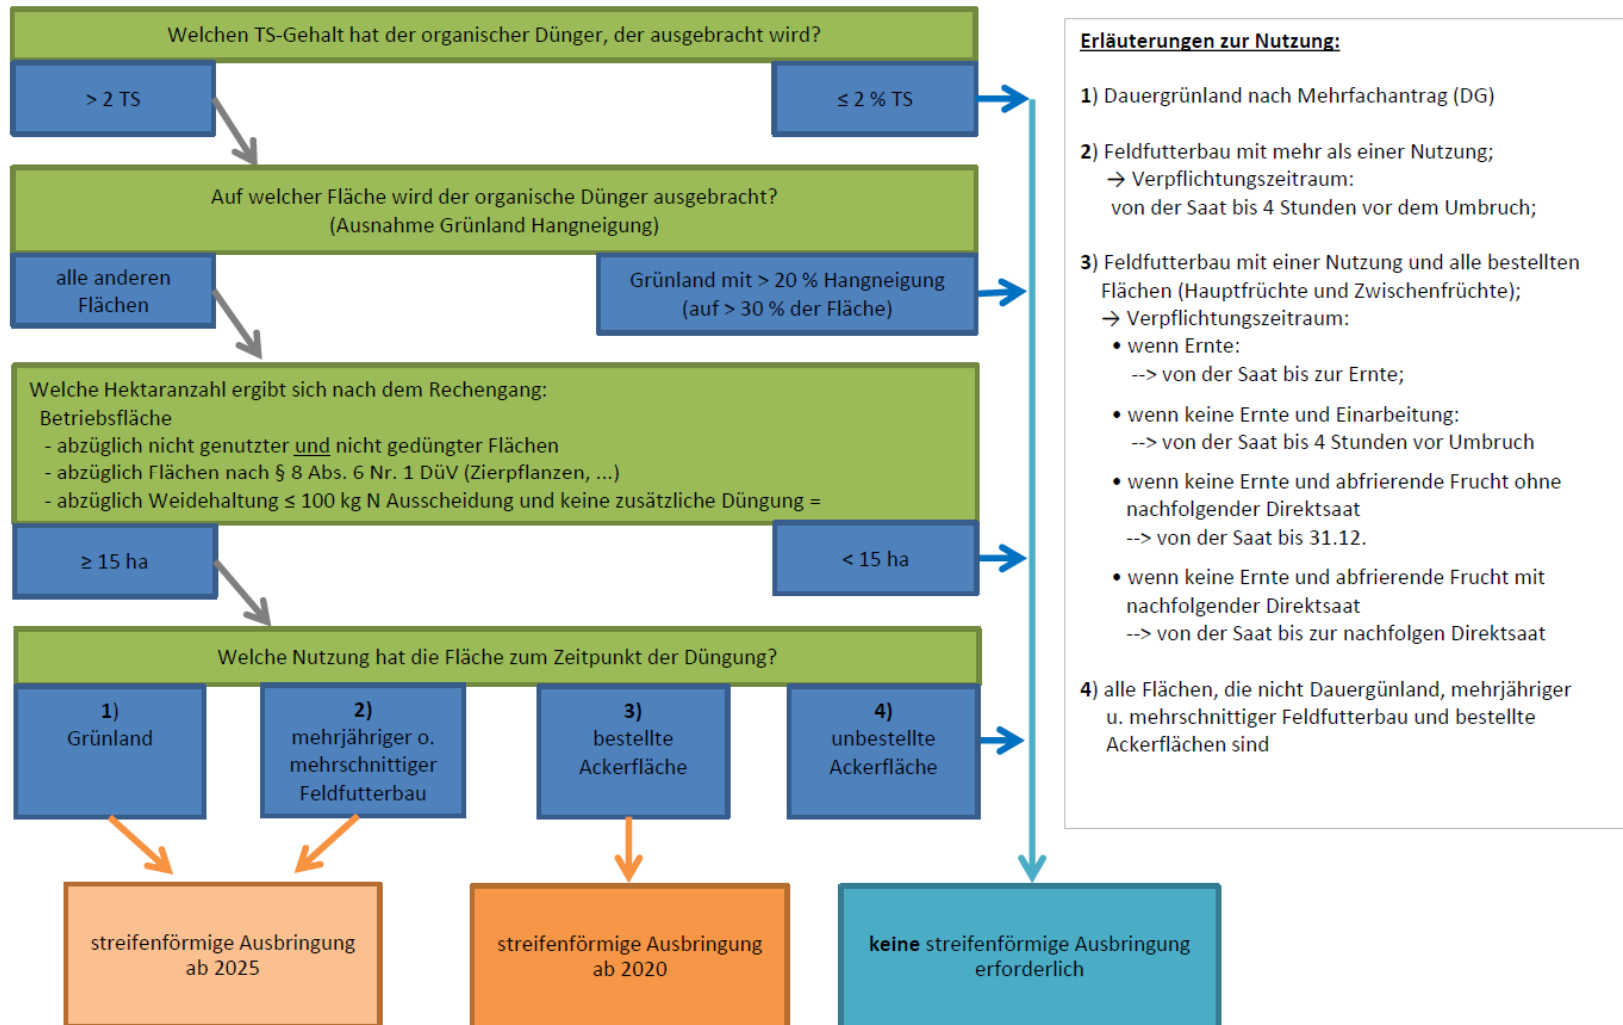 Welchen TS-Gehalt hat der organischer Dünger, der ausgebracht wird?
> 2 TS
≤ 2 % TS
Auf welcher Fläche wird der organische Dünger ausgebracht?
(Ausnahme Grünland Hangneigung)
alle anderen
Flächen
Grünland mit > 20 % Hangneigung
(auf > 30 % der Fläche)
Welche Hektaranzahl ergibt sich nach dem Rechengang:
Betriebsfläche
- abzüglich nicht genutzter und nicht gedüngter Flächen
- abzüglich Flächen nach § 8 Abs. 6 Nr. 1 DüV (Zierpflanzen, ...)
- abzüglich Weidehaltung ≤ 100 kg N Ausscheidung und keine zusätzliche Düngung =
≥ 15 ha
< 15 ha
Welche Nutzung hat die Fläche zum Zeitpunkt der Düngung?
1)
Grünland
2)
mehrjähriger o.
mehrschnittiger
Feldfutterbau
3)
bestellte
Ackerfläche
4)
unbestellte
Ackerfläche
streifenförmige Ausbringung
ab 2025
streifenförmige Ausbringung
ab 2020
keine streifenförmige Ausbringung
erforderlich
Erläuterungen zur Nutzung:
1) Dauergrünland nach Mehrfachantrag (DG)
2) Feldfutterbau mit mehr als einer Nutzung;
→ Verpflichtungszeitraum:
von der Saat bis 4 Stunden vor dem Umbruch;
3) Feldfutterbau mit einer Nutzung und alle bestellten
Flächen (Hauptfrüchte und Zwischenfrüchte);
→ Verpflichtungszeitraum:
• wenn Ernte:
--> von der Saat bis zur Ernte;
• wenn keine Ernte und Einarbeitung:
--> von der Saat bis 4 Stunden vor Umbruch
• wenn keine Ernte und abfrierende Frucht ohne
nachfolgender Direktsaat
--> von der Saat bis 31.12.
• wenn keine Ernte und abfrierende Frucht mit
nachfolgender Direktsaat
--> von der Saat bis zur nachfolgen Direktsaat
4) alle Flächen, die nicht Dauergünland, mehrjähriger
u. mehrschnittiger Feldfutterbau und bestellte
Ackerflächen sind